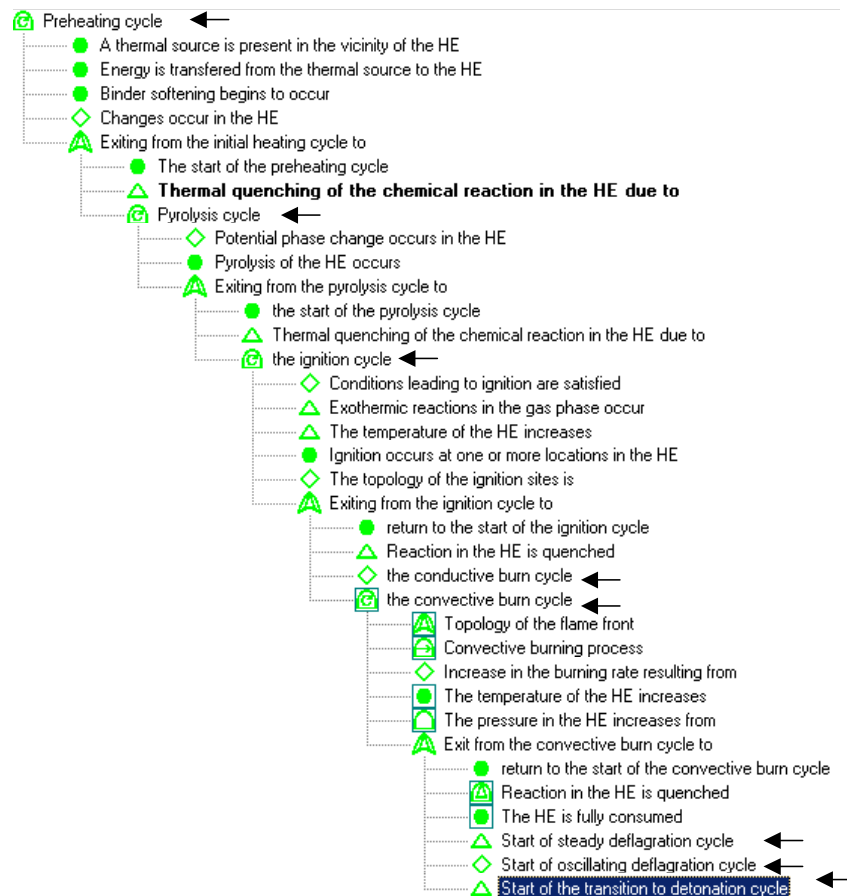 Preheating cycle
A thermal source is present in the vicinity of the HE
Energy is transfered from the thermal source to the HE
Binder softening begins to occur
Changes occur in the HE
Exiting from the initial heating cycle to
The start of the preheating cycle
Thermal quenching of the chemical reaction in the HE due to
Pyrolysis cycle
Potential phase change occurs in the HE
Pyrolysis of the HE occurs
Exiting from the pyrolysis cycle to
the start of the pyrolysis cycle
Thermal quenching of the chemical reaction in the HE due to
the ignition cycle
Conditions leading to ignition are satisfied
Exothermic reactions in the gas phase occur
The temperature of the HE increases
Ignition occurs at one or more locations in the HE
The topology of the ignition sites is
Exiting from the ignition cycle to
return to the start of the ignition cycle
Reaction in the HE is quenched
the conductive burn cycle
the convective burn cycle
Topology of the flame front
Convective burning process
Increase in the burning rate resulting from
The temperature of the HE increases
The pressure in the HE increases from
Exit from the convective burn cycle to
return to the start of the convective burn cycle
Reaction in the HE is quenched
The HE is fully consumed
Start of steady deflagration cycle
Start of oscillating deflagration cycle
Start of the transition to detonation cycle